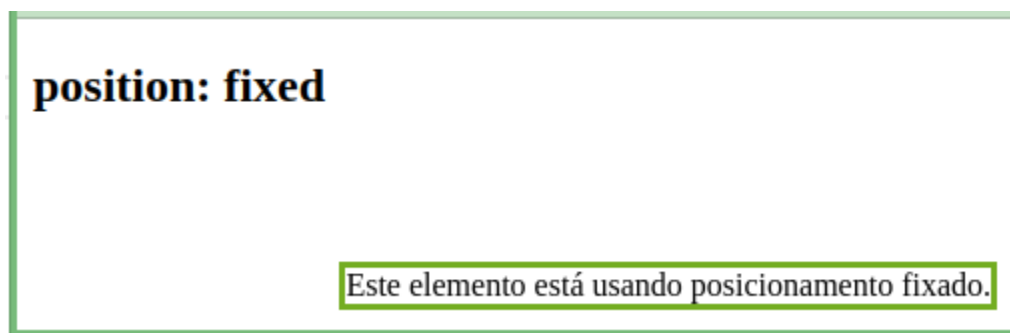 position: fixed
Este elemento está usando posicionamento fixado.